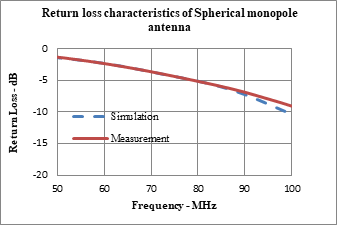 Return loss characteristics of Spherical monopole
antenna
0
-5
-10
-15
-20
Return Loss - dB
Simulation
Measurement
50
60
70
80
90
100
Frequency - MHz